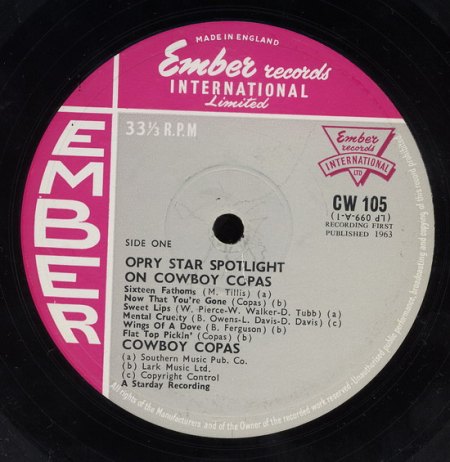 MADE IN ENGLAND
Ember records
INTERNATIONAL
Limited
EMBER
33⅓ R.P.M
Ember
records
INTERNATIONAL
LTD
CW 105
(LP 099-A-1)
RECORDING FIRST
PUBLISHED 1963
SIDE ONE
OPRY STAR SPOTLIGHT
ON COWBOY COPAS
Sixteen Fathoms (M. Tillis) (a)
Now That You're Gone (Copas) (b)
Sweet Lips (W. Pierce-W. Walker-D. Tubb) (a)
Mental Cruelty (B. Owens-L. Davis-D. Davis) (c)
Wings Of A Dove (B. Ferguson) (b)
Flat Top Pickin' (Copas) (b)
COWBOY COPAS
(a) Southern Music Pub. Co.
(b) Lark Music Ltd.
(c) Copyright Control
A Starday Recording
All rights of the Manufacturers and of the Owner of the recorded work reserved. Unauthorised public performance, broadcasting and copying of this record prohibited